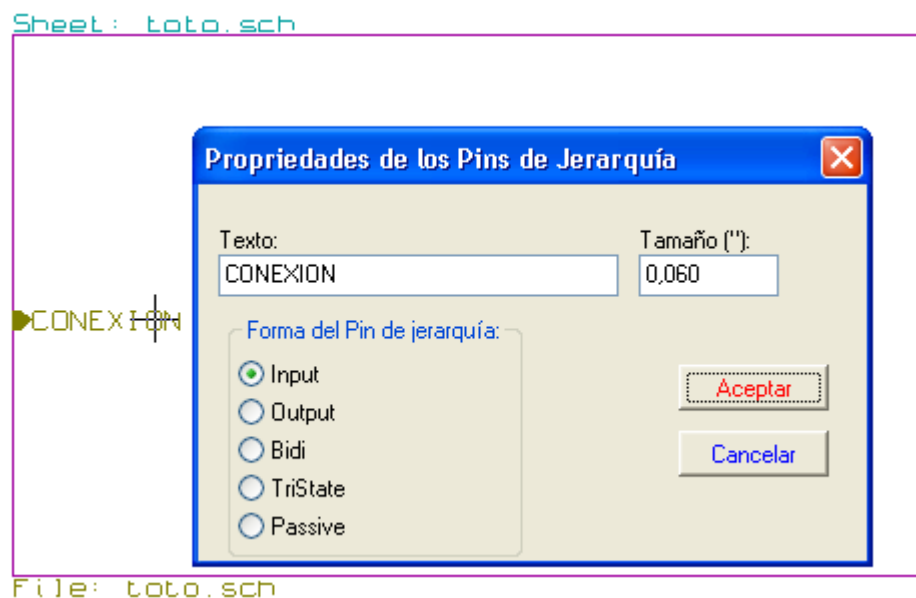 Sheet: toto.sch
Propriedades de los Pins de Jerarquía
Texto:
Tamaño ("):
CONEXION
0,060
CONEXION
Forma del Pin de jerarquía:
Input
Output
Bidi
TriState
Passive
Aceptar
Cancelar
File: toto.sch